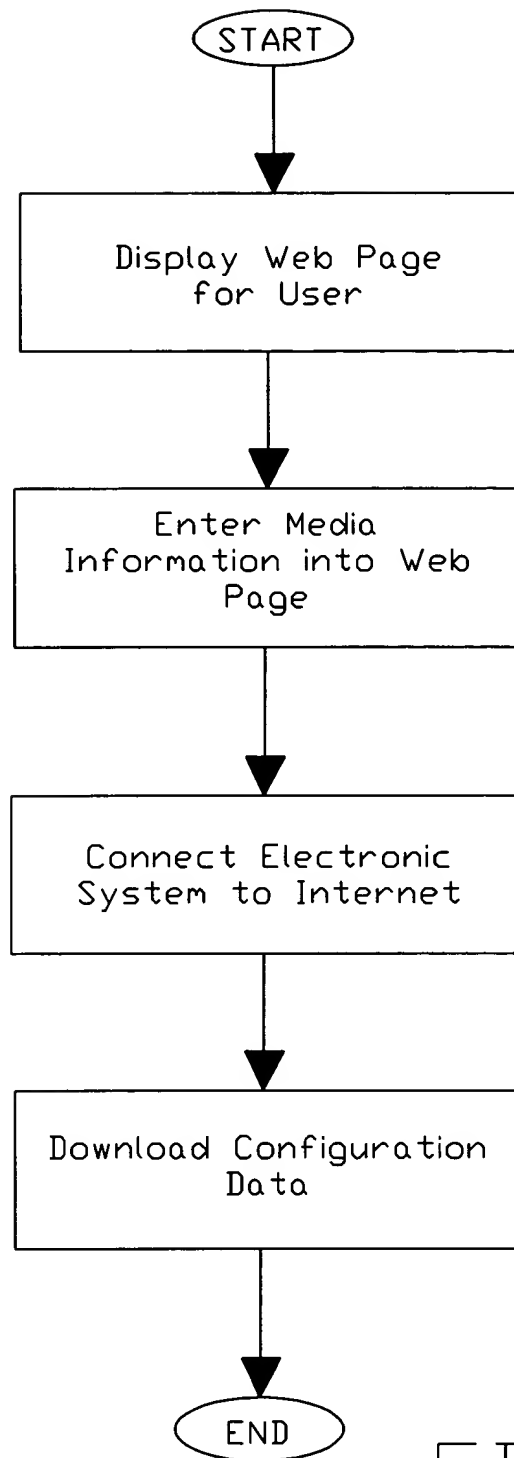 START
Display Web Page
for User
Enter Media
Information into Web
Page
Connect Electronic
System to Internet
Download Configuration
Data
END